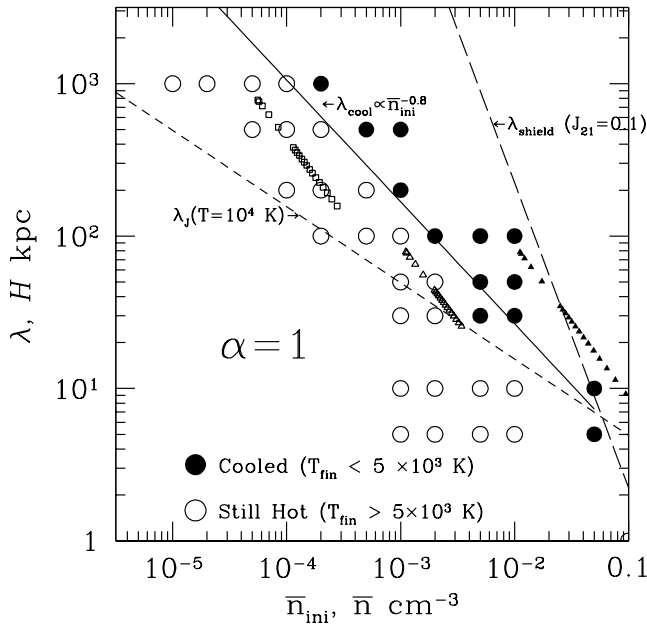 10³
λ_cool∝n̅_ini^−0.8
λ_shield (J₂₁=0.1)
λ_J(T=10⁴ K)→
10²
λ, H kpc
α=1
10¹
Cooled (T_fin < 5 ×10³ K)
Still Hot (T_fin > 5×10³ K)
1
10⁻⁵ 10⁻⁴ 10⁻³ 10⁻² 0.1
n̅_ini, n̅ cm⁻³